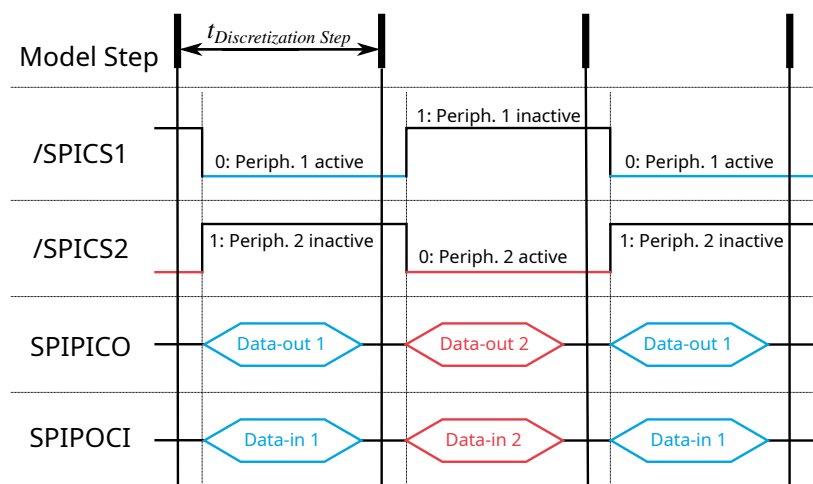 t Discretization Step
Model Step
1: Periph. 1 inactive
/SPICS1
0: Periph. 1 active
0: Periph. 1 active
/SPICS2
1: Periph. 2 inactive
0: Periph. 2 active
1: Periph. 2 inactive
SPIPICO
Data-out 1
Data-out 2
Data-out 1
SPIPOCI
Data-in 1
Data-in 2
Data-in 1